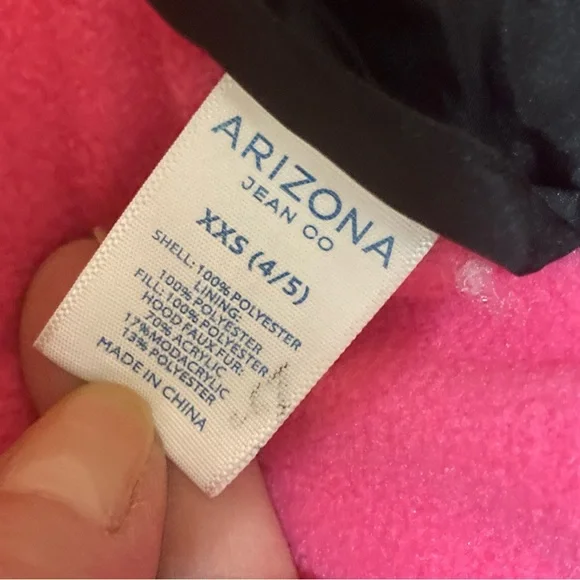 ARIZONA
JEAN CO
XXS (4/5)
SHELL: 100% POLYESTER
LINING:
100% POLYESTER
FILL: 100% POLYESTER
HOOD FAUX FUR:
70% ACRYLIC
17% MODACRYLIC
13% POLYESTER
MADE IN CHINA